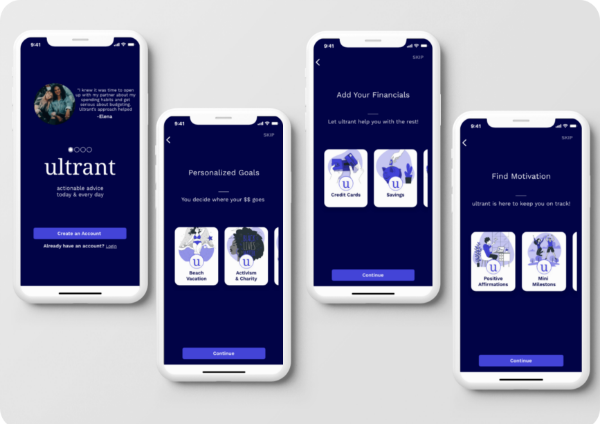 9:41
"I knew it was time to open
up with my partner about my
spending habits and get
serious about budgeting.
Ultrant's approach helped
-Elena
ultrant
actionable advice
today & every day
Create an Account
Already have an account? Login
9:41
SKIP
Personalized Goals
You decide where your $$ goes
u
Beach
Vacation
u
Activism
& Charity
Continue
9:41
SKIP
Add Your Financials
Let ultrant help you with the rest!
u
Credit Cards
u
Savings
Continue
9:41
SKIP
Find Motivation
ultrant is here to keep you on track!
u
Positive
Affirmations
u
Mini
Milestons
Continue